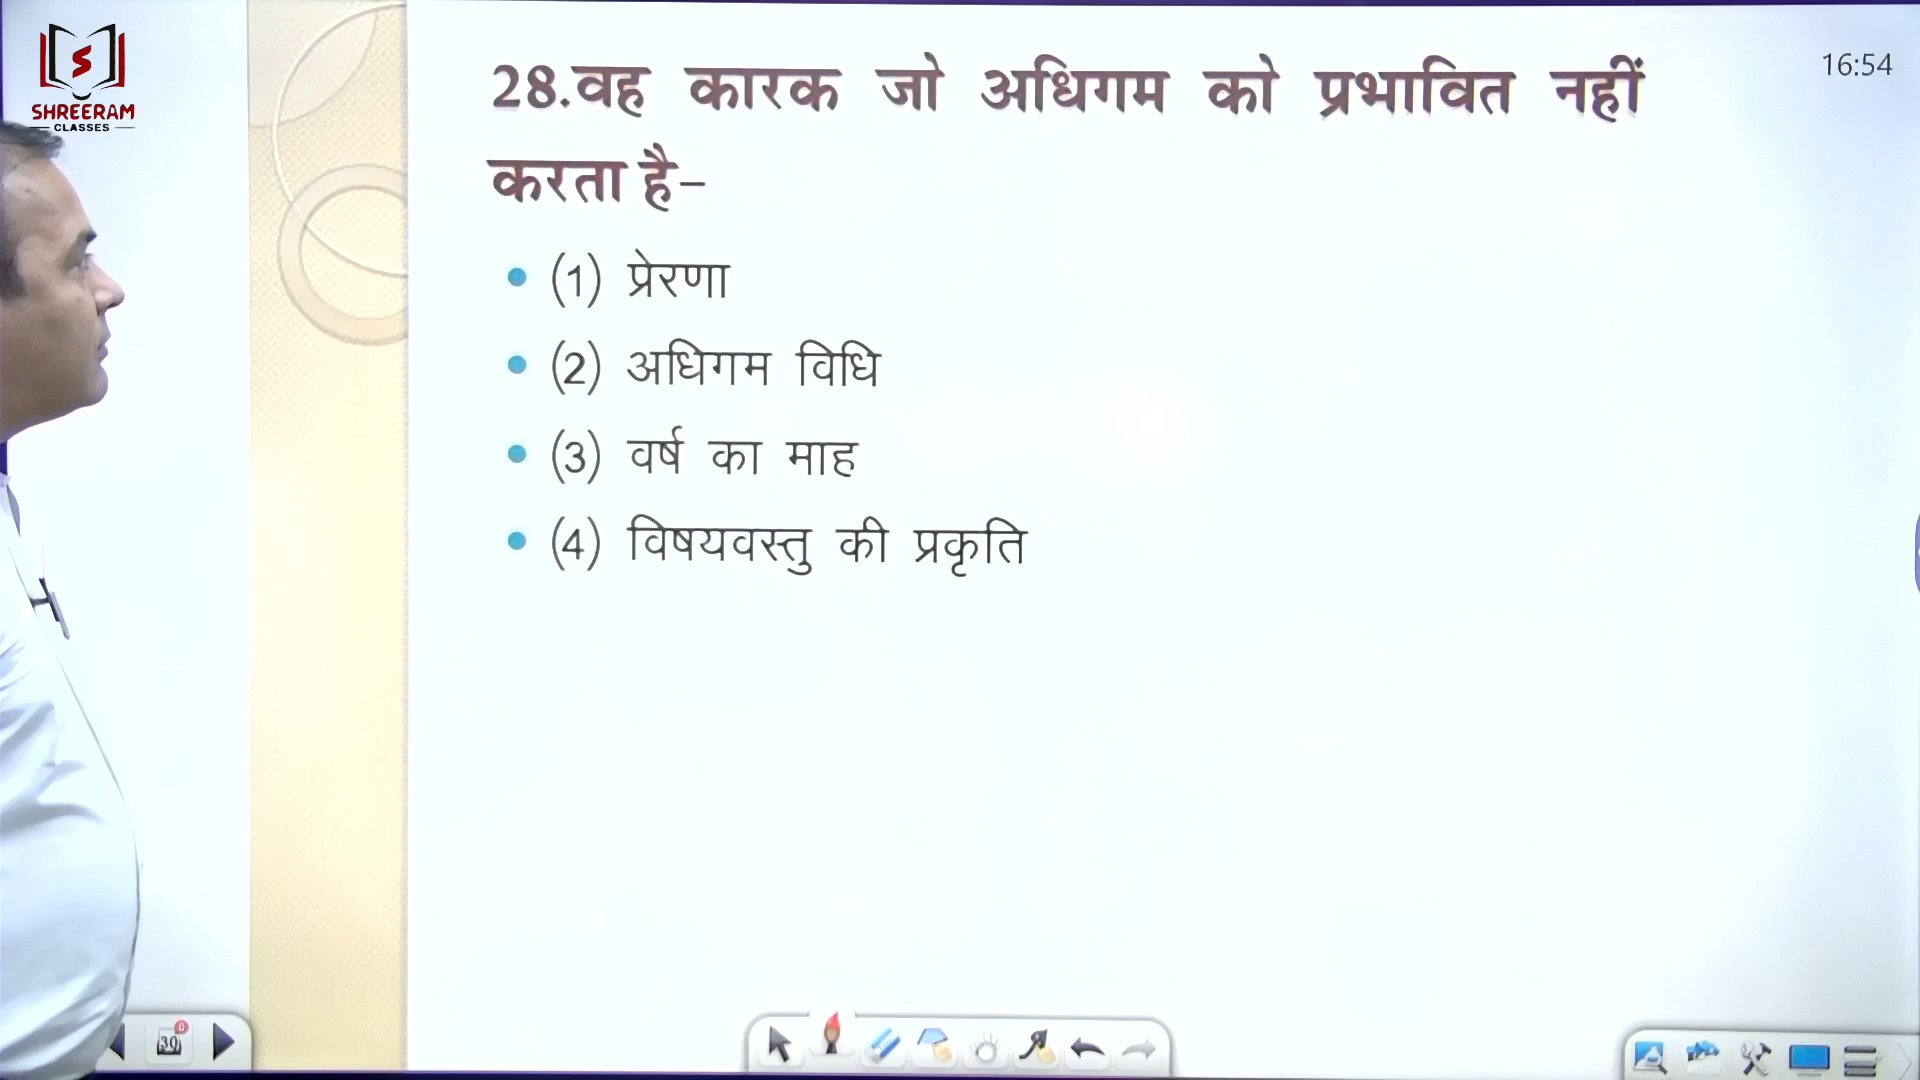 SHREERAM
CLASSES
16:54
28.वह कारक जो अधिगम को प्रभावित नहीं
करता है-
(1) प्रेरणा
(2) अधिगम विधि
(3) वर्ष का माह
(4) विषयवस्तु की प्रकृति
30
0